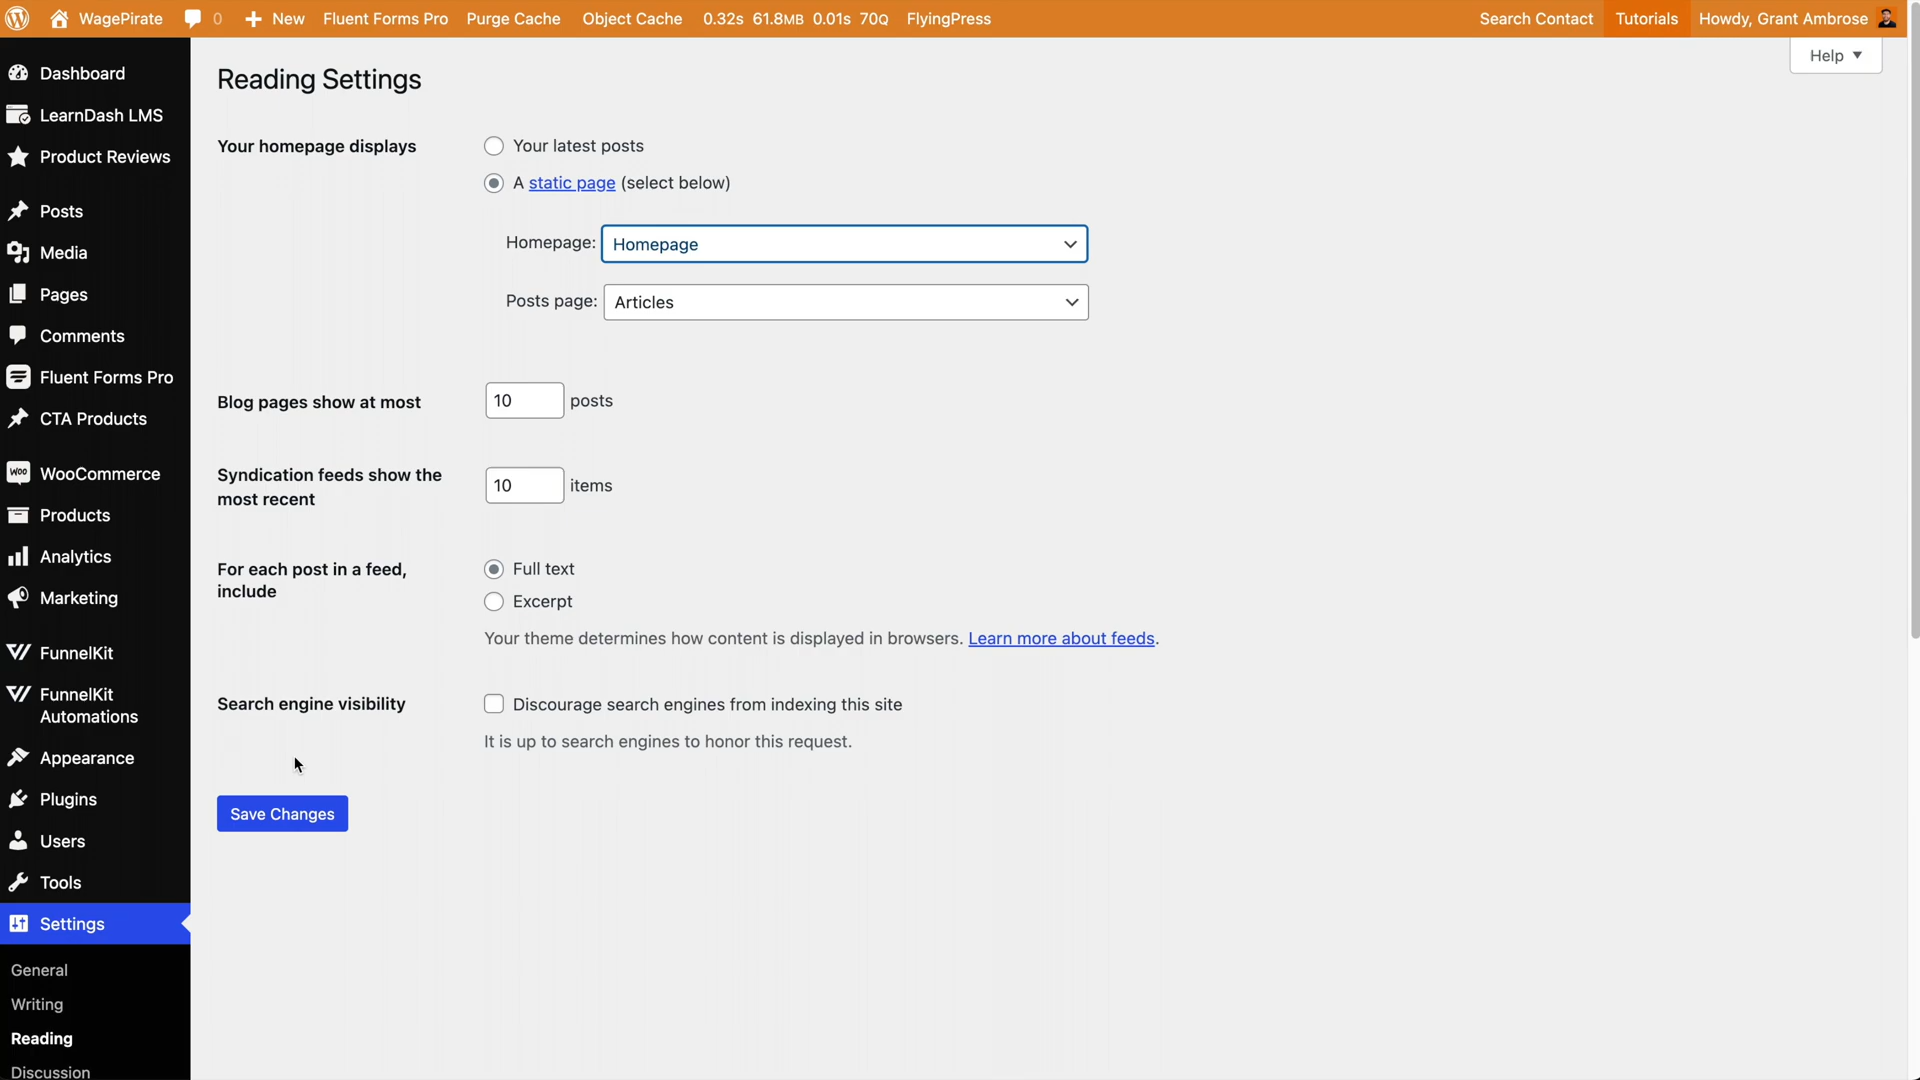 WagePirate 0 New Fluent Forms Pro Purge Cache Object Cache 0.32s 61.8MB 0.01s 70Q FlyingPress Search Contact Tutorials Howdy, Grant Ambrose
Help
Dashboard
LearnDash LMS
Product Reviews
Posts
Media
Pages
Comments
Fluent Forms Pro
CTA Products
Woo WooCommerce
Products
Analytics
Marketing
FunnelKit
FunnelKit
Automations
Appearance
Plugins
Users
Tools
Settings
General
Writing
Reading
Discussion
Reading Settings
Your homepage displays
Your latest posts
A static page (select below)
Homepage: Homepage
Posts page: Articles
Blog pages show at most
10 posts
Syndication feeds show the
most recent
10 items
For each post in a feed,
include
Full text
Excerpt
Your theme determines how content is displayed in browsers. Learn more about feeds.
Search engine visibility
Discourage search engines from indexing this site
It is up to search engines to honor this request.
Save Changes